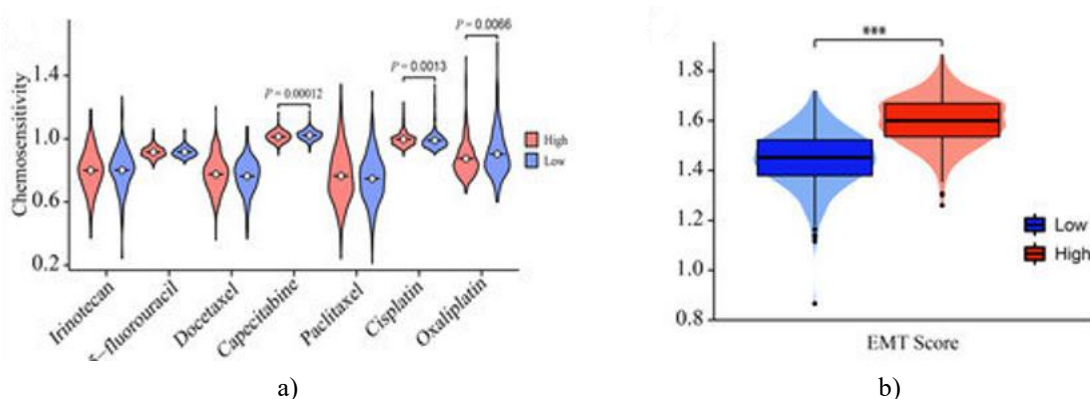 P = 0.0066
P = 0.0013
P = 0.00012
Chemosensitivity
1.4
1.0
0.6
0.2
High
Low
Irinotecan
5-fluorouracil
Docetaxel
Capecitabine
Paclitaxel
Cisplatin
Oxaliplatin
a)
***
1.8
1.6
1.4
1.2
1.0
0.8
Low
High
EMT Score
b)